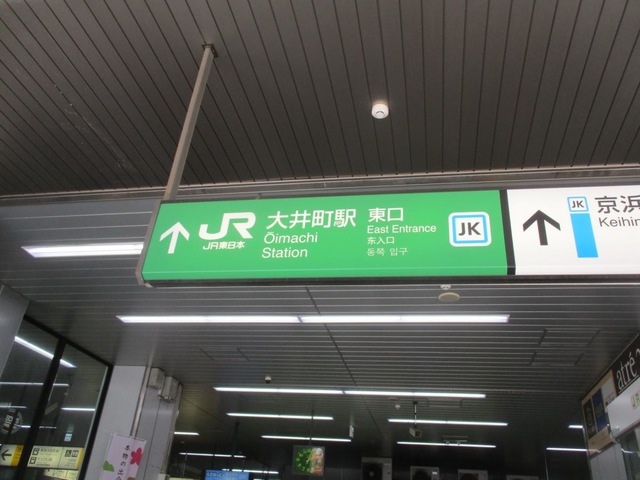 JR
JR東日本
大井町駅
Ōimachi
Station
東口
East Entrance
东入口
동쪽 입구
JK
JK
京浜
Keihin
atré